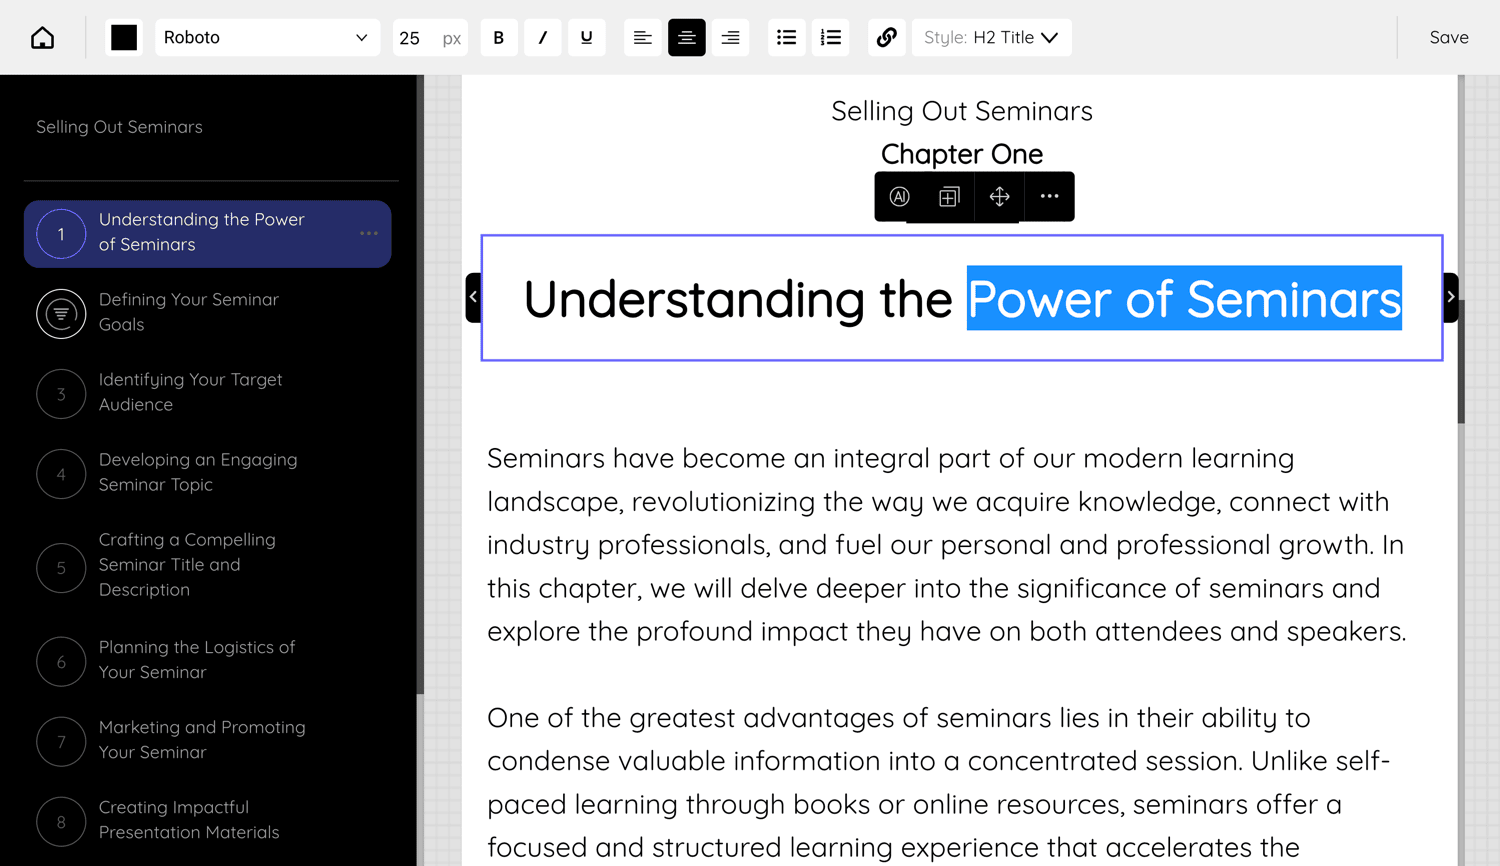 Roboto
25 px
B
I
U
Style: H2 Title
Save
Selling Out Seminars
1
Understanding the Power
of Seminars
Defining Your Seminar
Goals
3
Identifying Your Target
Audience
4
Developing an Engaging
Seminar Topic
5
Crafting a Compelling
Seminar Title and
Description
6
Planning the Logistics of
Your Seminar
7
Marketing and Promoting
Your Seminar
8
Creating Impactful
Presentation Materials
Selling Out Seminars
Chapter One
AI
Understanding the Power of Seminars
Seminars have become an integral part of our modern learning
landscape, revolutionizing the way we acquire knowledge, connect with
industry professionals, and fuel our personal and professional growth. In
this chapter, we will delve deeper into the significance of seminars and
explore the profound impact they have on both attendees and speakers.
One of the greatest advantages of seminars lies in their ability to
condense valuable information into a concentrated session. Unlike self-
paced learning through books or online resources, seminars offer a
focused and structured learning experience that accelerates the